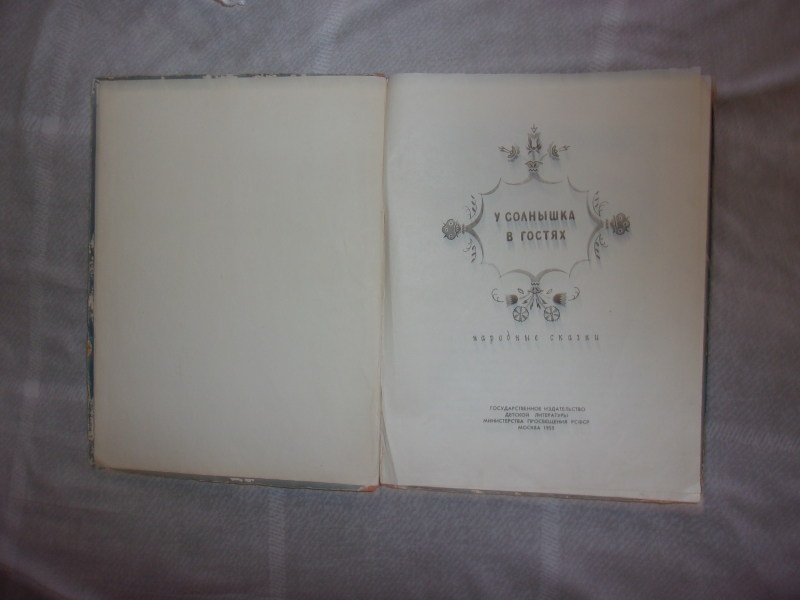 У СОЛНЫШКА
В ГОСТЯХ
народные сказки
ГОСУДАРСТВЕННОЕ ИЗДАТЕЛЬСТВО
ДЕТСКОЙ ЛИТЕРАТУРЫ
МИНИСТЕРСТВА ПРОСВЕЩЕНИЯ РСФСР
МОСКВА